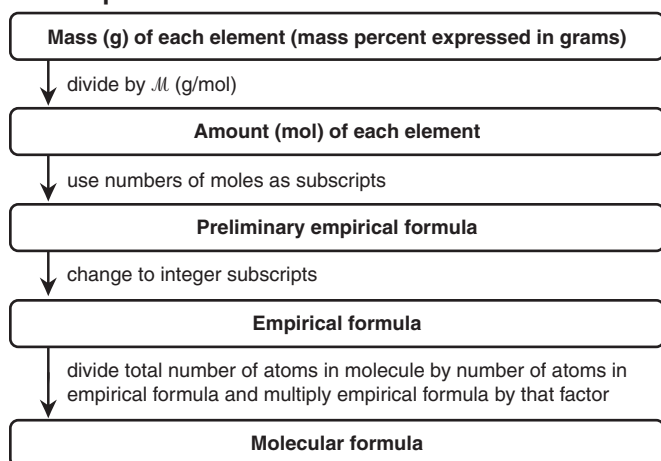 Mass (g) of each element (mass percent expressed in grams)
divide by ℳ (g/mol)
Amount (mol) of each element
use numbers of moles as subscripts
Preliminary empirical formula
change to integer subscripts
Empirical formula
divide total number of atoms in molecule by number of atoms in
empirical formula and multiply empirical formula by that factor
Molecular formula